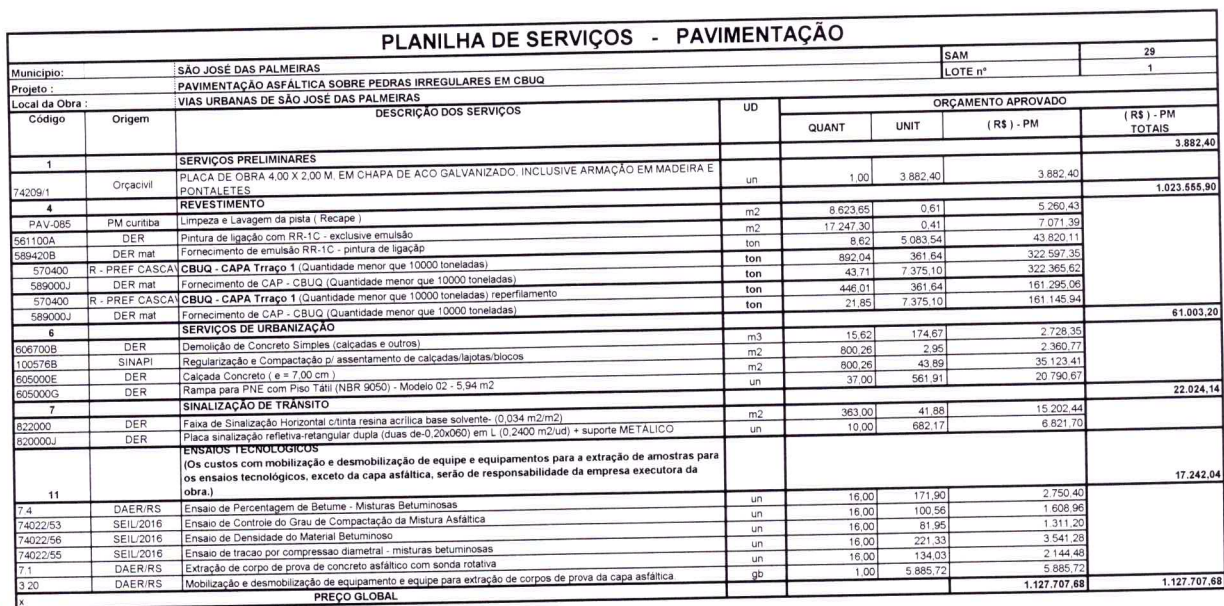 PLANILHA DE SERVIÇOS - PAVIMENTAÇÃO
Municipio: SÃO JOSÉ DAS PALMEIRAS SAM 29
Projeto : PAVIMENTAÇÃO ASFÁLTICA SOBRE PEDRAS IRREGULARES EM CBUQ LOTE nº 1
Local da Obra : VIAS URBANAS DE SÃO JOSÉ DAS PALMEIRAS
Código Origem DESCRIÇÃO DOS SERVIÇOS UD ORÇAMENTO APROVADO
QUANT UNIT ( R$ ) - PM ( R$ ) - PM TOTAIS
1 SERVIÇOS PRELIMINARES 3.882,40
74209/1 Orçacivil PLACA DE OBRA 4,00 X 2,00 M, EM CHAPA DE ACO GALVANIZADO, INCLUSIVE ARMAÇÃO EM MADEIRA E
PONTALETES un 1,00 3.882,40 3.882,40
4 REVESTIMENTO 1.023.555,90
PAV-085 PM curitiba Limpeza e Lavagem da pista ( Recape ) m2 8.623,65 0,61 5.260,43
561100A DER Pintura de ligação com RR-1C - exclusive emulsão m2 17.247,30 0,41 7.071,39
589420B DER mat Fornecimento de emulsão RR-1C - pintura de ligaçãp ton 8,62 5.083,54 43.820,11
570400 R - PREF CASCAV CBUQ - CAPA Trraço 1 (Quantidade menor que 10000 toneladas) ton 892,04 361,64 322.597,35
589000J DER mat Fornecimento de CAP - CBUQ (Quantidade menor que 10000 toneladas) ton 43,71 7.375,10 322.365,62
570400 R - PREF CASCAV CBUQ - CAPA Trraço 1 (Quantidade menor que 10000 toneladas) reperfilamento ton 446,01 361,64 161.295,06
589000J DER mat Fornecimento de CAP - CBUQ (Quantidade menor que 10000 toneladas) ton 21,85 7.375,10 161.145,94
6 SERVIÇOS DE URBANIZAÇÃO 61.003,20
606700B DER Demolição de Concreto Simples (calçadas e outros) m3 15,62 174,67 2.728,35
100576B SINAPI Regularização e Compactação p/ assentamento de calçadas/lajotas/blocos m2 800,26 2,95 2.360,77
605000E DER Calçada Concreto ( e = 7,00 cm ) m2 800,26 43,89 35.123,41
605000G DER Rampa para PNE com Piso Tátil (NBR 9050) - Modelo 02 - 5,94 m2 un 37,00 561,91 20.790,67
7 SINALIZAÇÃO DE TRÂNSITO 22.024,14
822000 DER Faixa de Sinalização Horizontal c/tinta resina acrílica base solvente- (0,034 m2/m2) m2 363,00 41,88 15.202,44
820000J DER Placa sinalização refletiva-retangular dupla (duas de-0,20x060) em L (0,2400 m2/ud) + suporte METÁLICO un 10,00 682,17 6.821,70
ENSAIOS TECNOLÓGICOS
(Os custos com mobilização e desmobilização de equipe e equipamentos para a extração de amostras para
os ensaios tecnológicos, exceto da capa asfáltica, serão de responsabilidade da empresa executora da
11 obra.) 17.242,04
7.4 DAER/RS Ensaio de Percentagem de Betume - Misturas Betuminosas un 16,00 171,90 2.750,40
74022/53 SEIL/2016 Ensaio de Controle do Grau de Compactação da Mistura Asfáltica un 16,00 100,56 1.608,96
74022/56 SEIL/2016 Ensaio de Densidade do Material Betuminoso un 16,00 81,95 1.311,20
74022/55 SEIL/2016 Ensaio de tracao por compressao diametral - misturas betuminosas un 16,00 221,33 3.541,28
7.1 DAER/RS Extração de corpo de prova de concreto asfáltico com sonda rotativa un 16,00 134,03 2.144,48
3.20 DAER/RS Mobilização e desmobilização de equipamento e equipe para extração de corpos de prova da capa asfáltica gb 1,00 5.885,72 5.885,72
x PREÇO GLOBAL 1.127.707,68 1.127.707,68